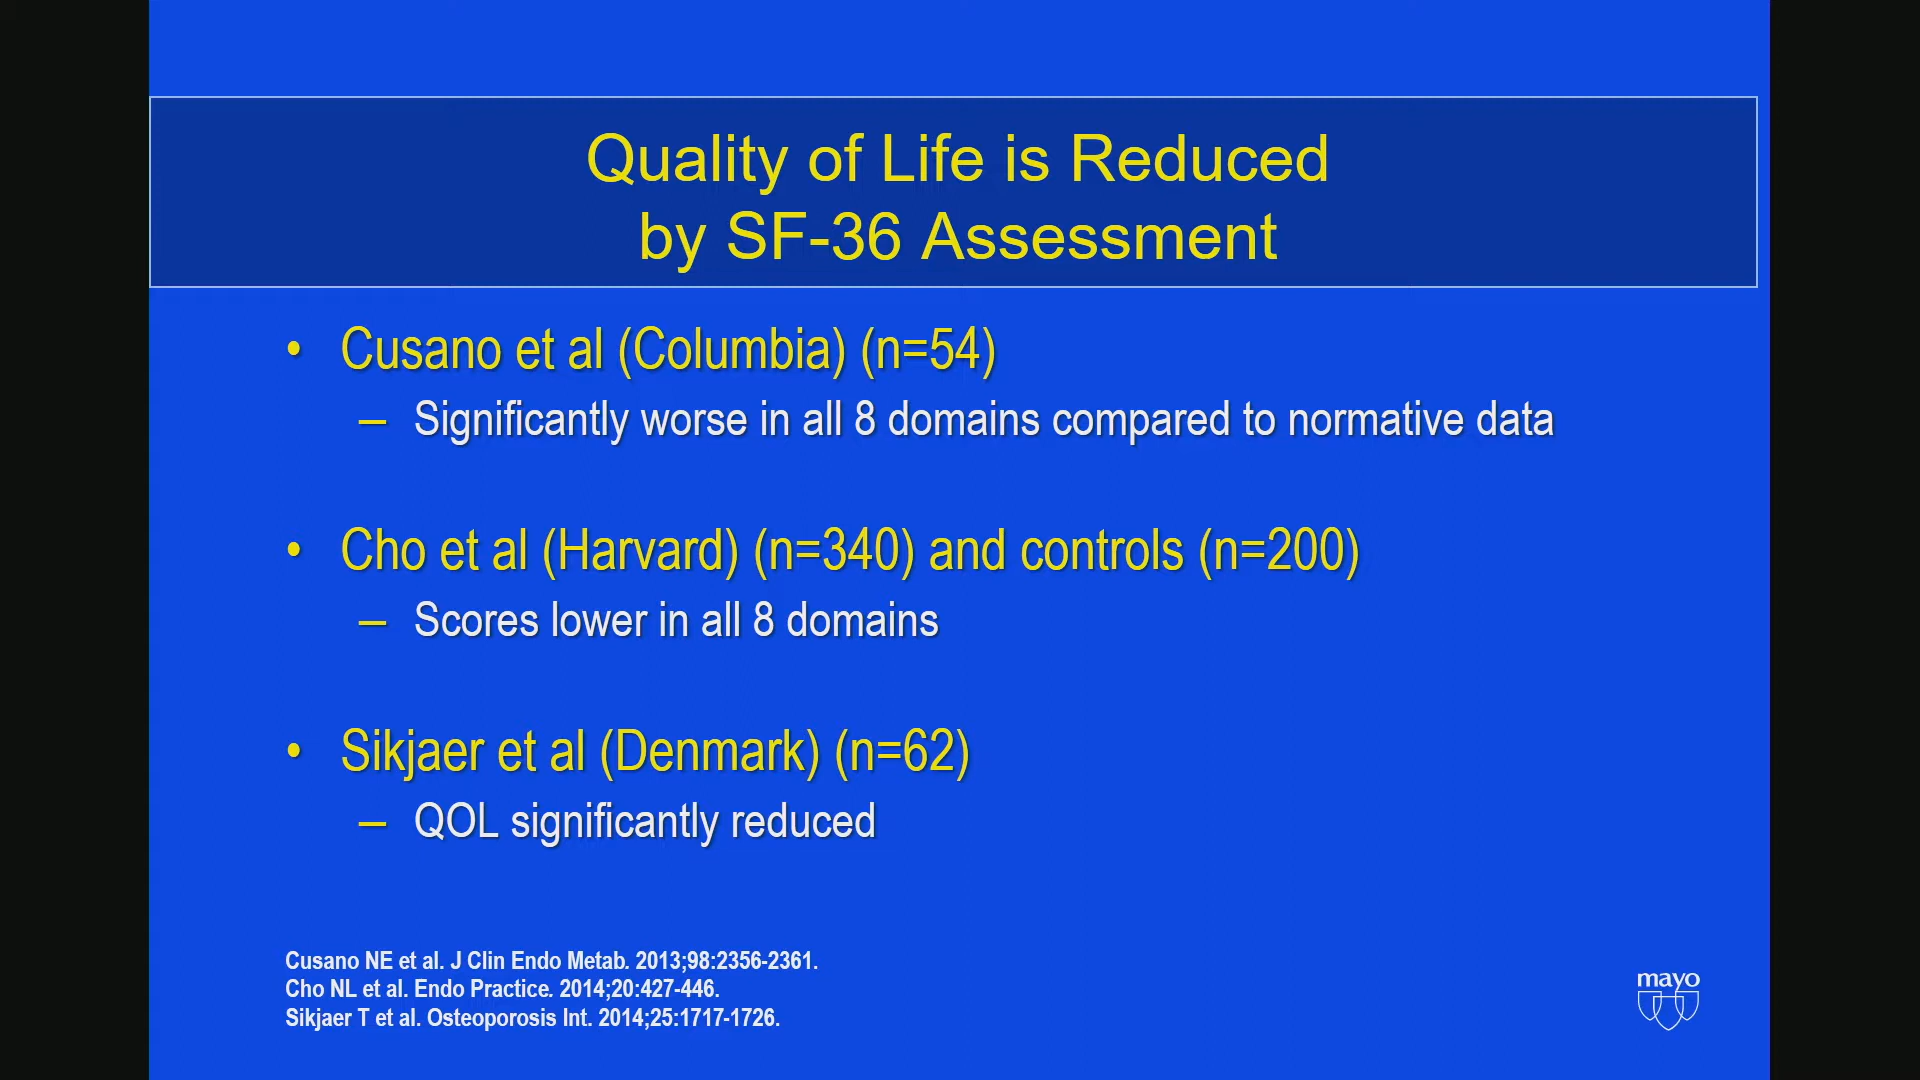 Quality of Life is Reduced
by SF-36 Assessment
• Cusano et al (Columbia) (n=54)
– Significantly worse in all 8 domains compared to normative data
• Cho et al (Harvard) (n=340) and controls (n=200)
– Scores lower in all 8 domains
• Sikjaer et al (Denmark) (n=62)
– QOL significantly reduced
Cusano NE et al. J Clin Endo Metab. 2013;98:2356-2361.
Cho NL et al. Endo Practice. 2014;20:427-446.
Sikjaer T et al. Osteoporosis Int. 2014;25:1717-1726.
mayo